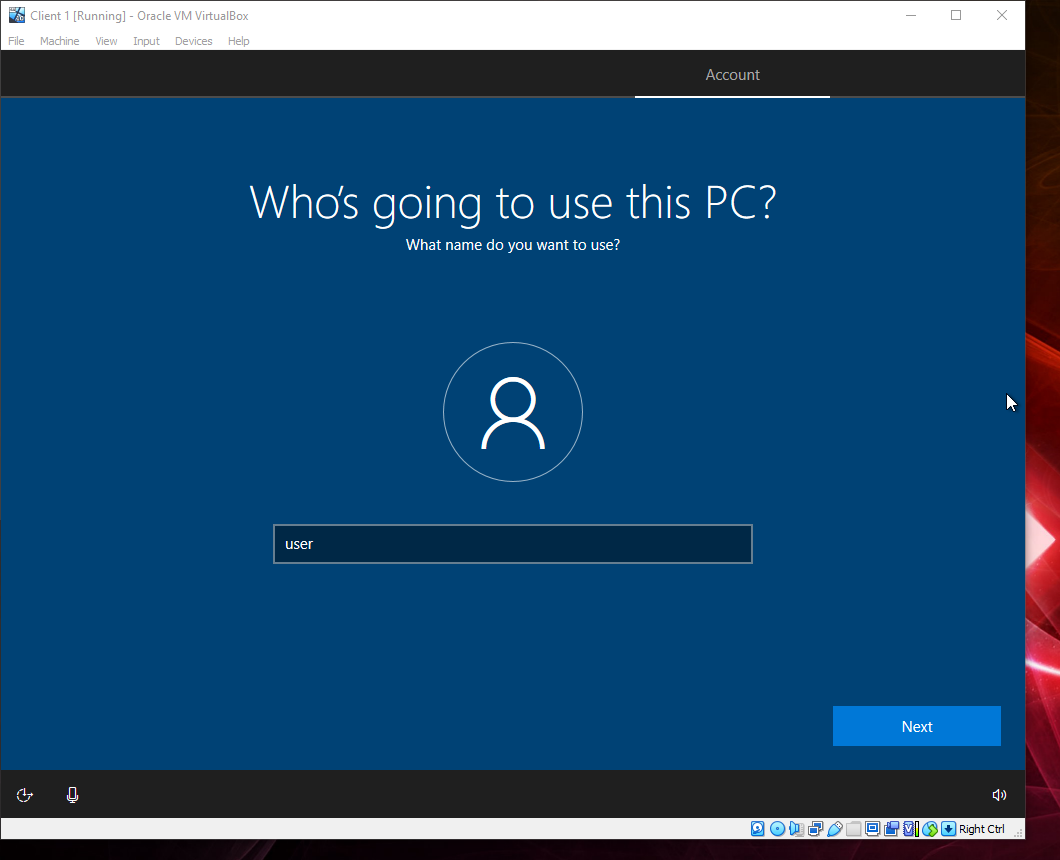 Client 1 [Running] - Oracle VM VirtualBox
File Machine View Input Devices Help
Account
Who's going to use this PC?
What name do you want to use?
user
Next
Right Ctrl